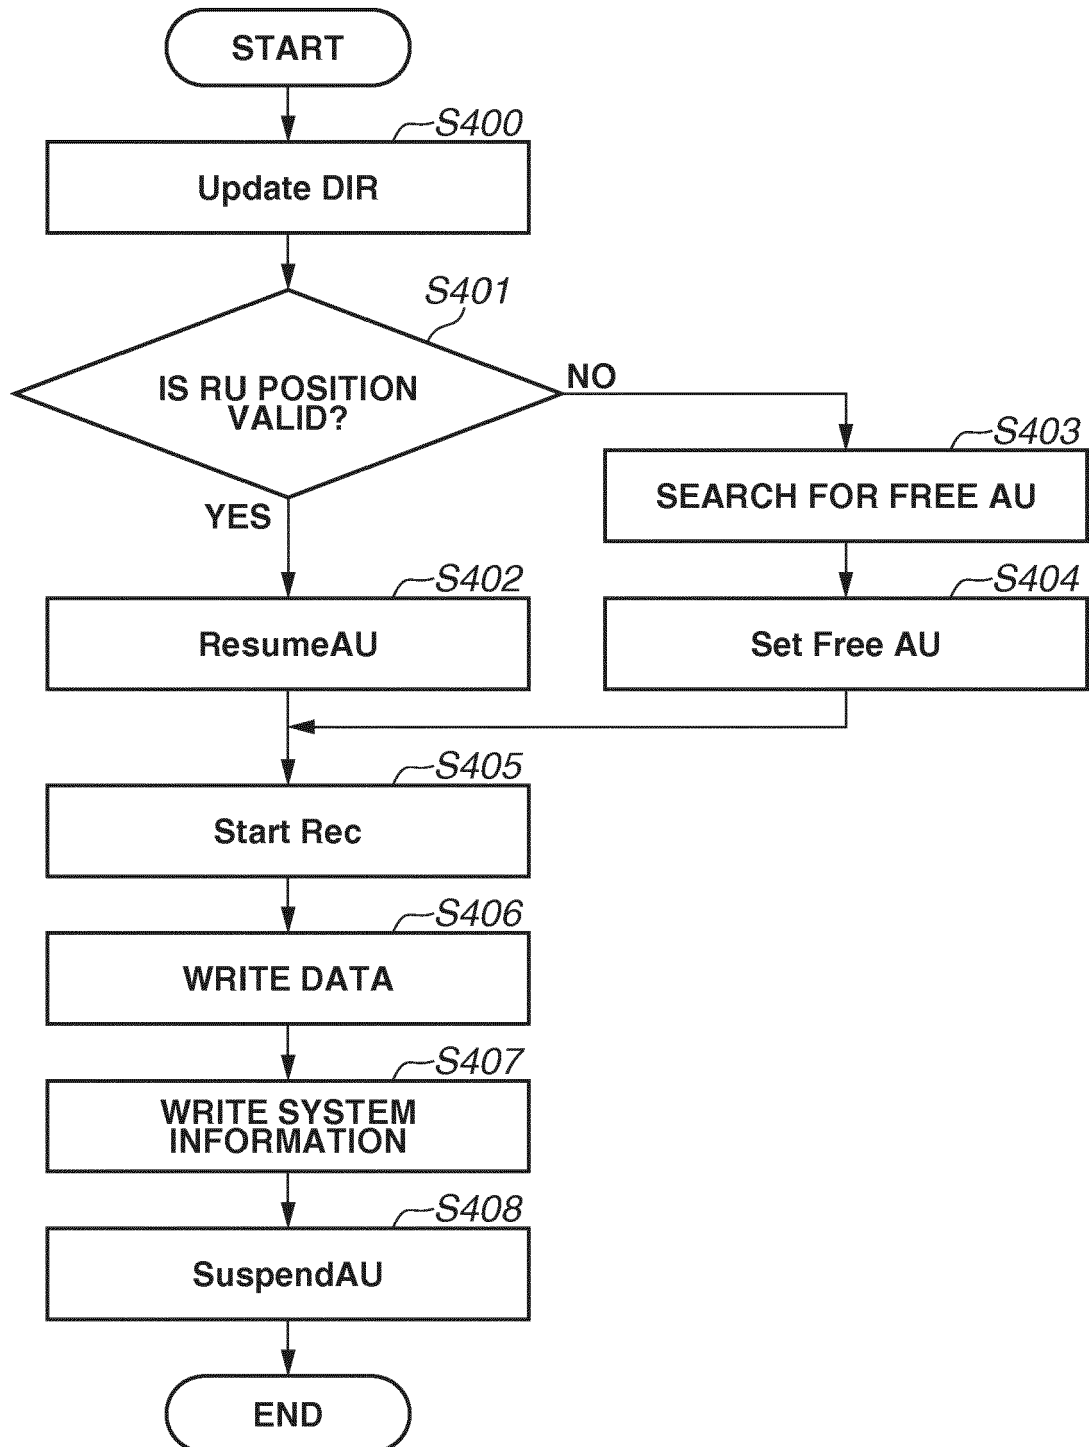 START
S400
Update DIR
S401
IS RU POSITION
VALID?
NO
YES
S403
SEARCH FOR FREE AU
S402
ResumeAU
S404
Set Free AU
S405
Start Rec
S406
WRITE DATA
S407
WRITE SYSTEM
INFORMATION
S408
SuspendAU
END